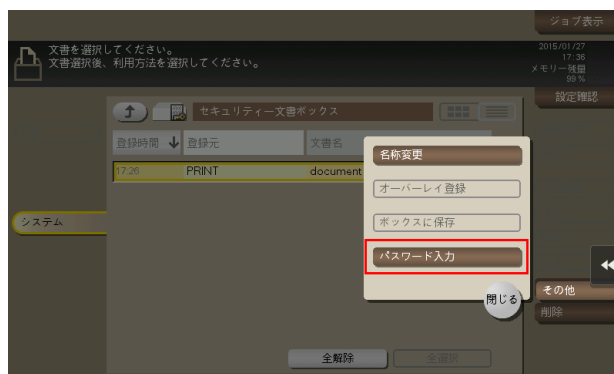 ジョブ表示
文書を選択してください。
文書選択後、利用方法を選択してください。
2015/01/27
17:36
メモリー残量
99 %
設定確認
セキュリティー文書ボックス
登録時間
登録元
文書名
17:26
PRINT
document
名称変更
オーバーレイ登録
ボックスに保存
パスワード入力
閉じる
システム
その他
削除
全解除
全選択